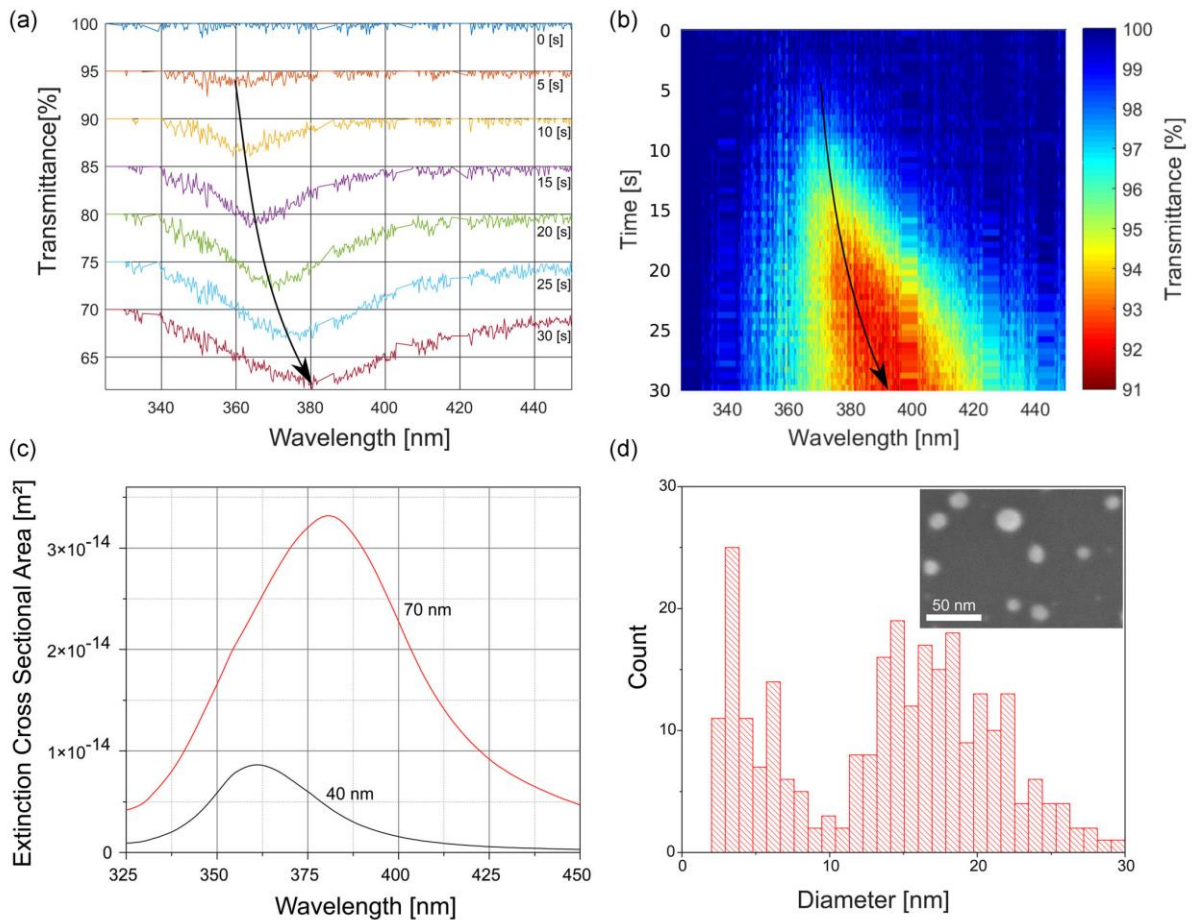 (a)
100
95
90
85
80
75
70
65
Transmittance[%]
0 [s]
5 [s]
10 [s]
15 [s]
20 [s]
25 [s]
30 [s]
340 360 380 400 420 440
Wavelength [nm]
(b)
0
5
10
15
20
25
30
Time [s]
340 360 380 400 420 440
Wavelength [nm]
100
99
98
97
96
95
94
93
92
91
Transmittance [%]
(c)
Extinction Cross Sectional Area [m²]
3×10⁻¹⁴
2×10⁻¹⁴
1×10⁻¹⁴
0
70 nm
40 nm
325 350 375 400 425 450
Wavelength [nm]
(d)
30
20
10
0
Count
50 nm
0 10 20 30
Diameter [nm]